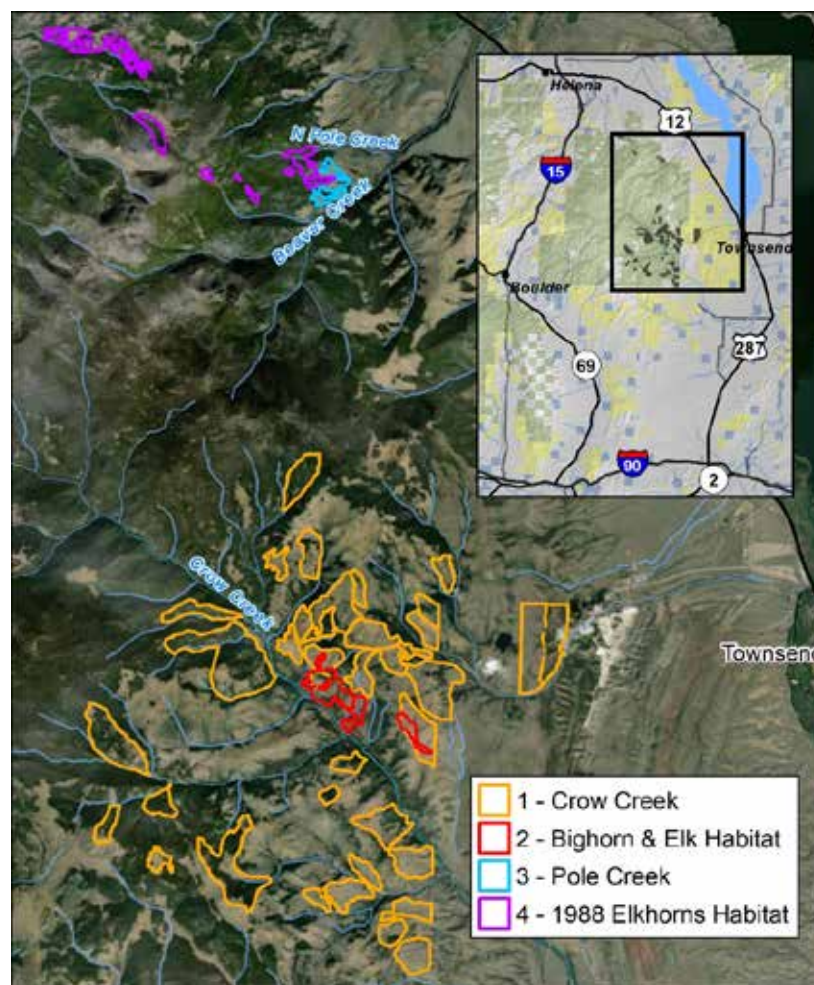 N Pole Creek
Beaver Creek
Crow Creek
Helena
12
15
Townsend
Boulder
287
69
90
2
Townsend
1 - Crow Creek
2 - Bighorn & Elk Habitat
3 - Pole Creek
4 - 1988 Elkhorns Habitat